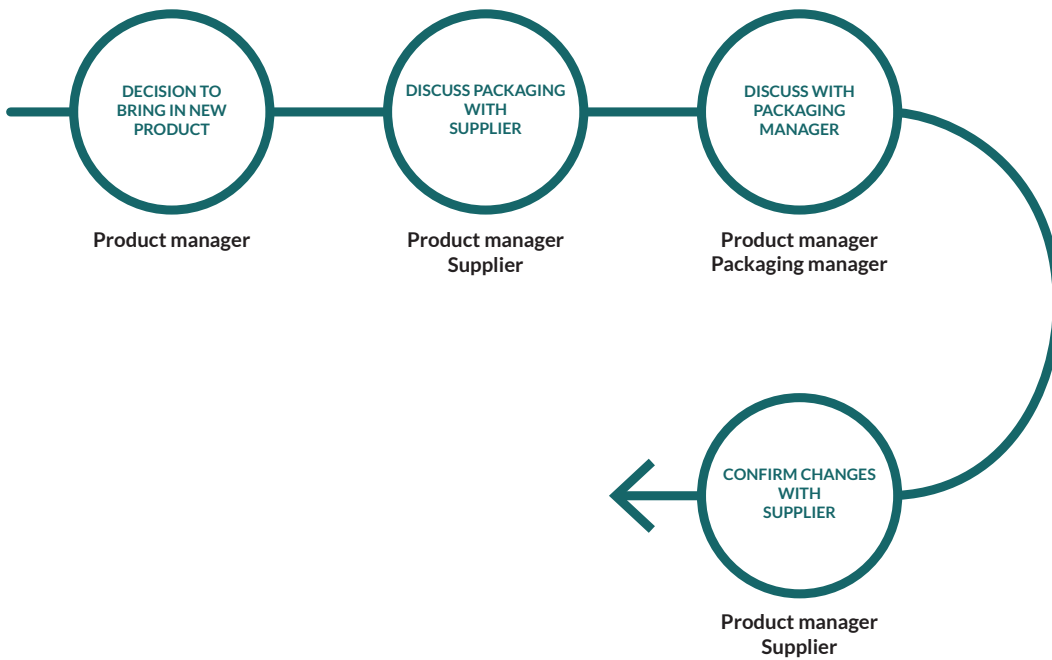 DECISION TO
BRING IN NEW
PRODUCT
Product manager
DISCUSS PACKAGING
WITH
SUPPLIER
Product manager
Supplier
DISCUSS WITH
PACKAGING
MANAGER
Product manager
Packaging manager
CONFIRM CHANGES
WITH
SUPPLIER
Product manager
Supplier